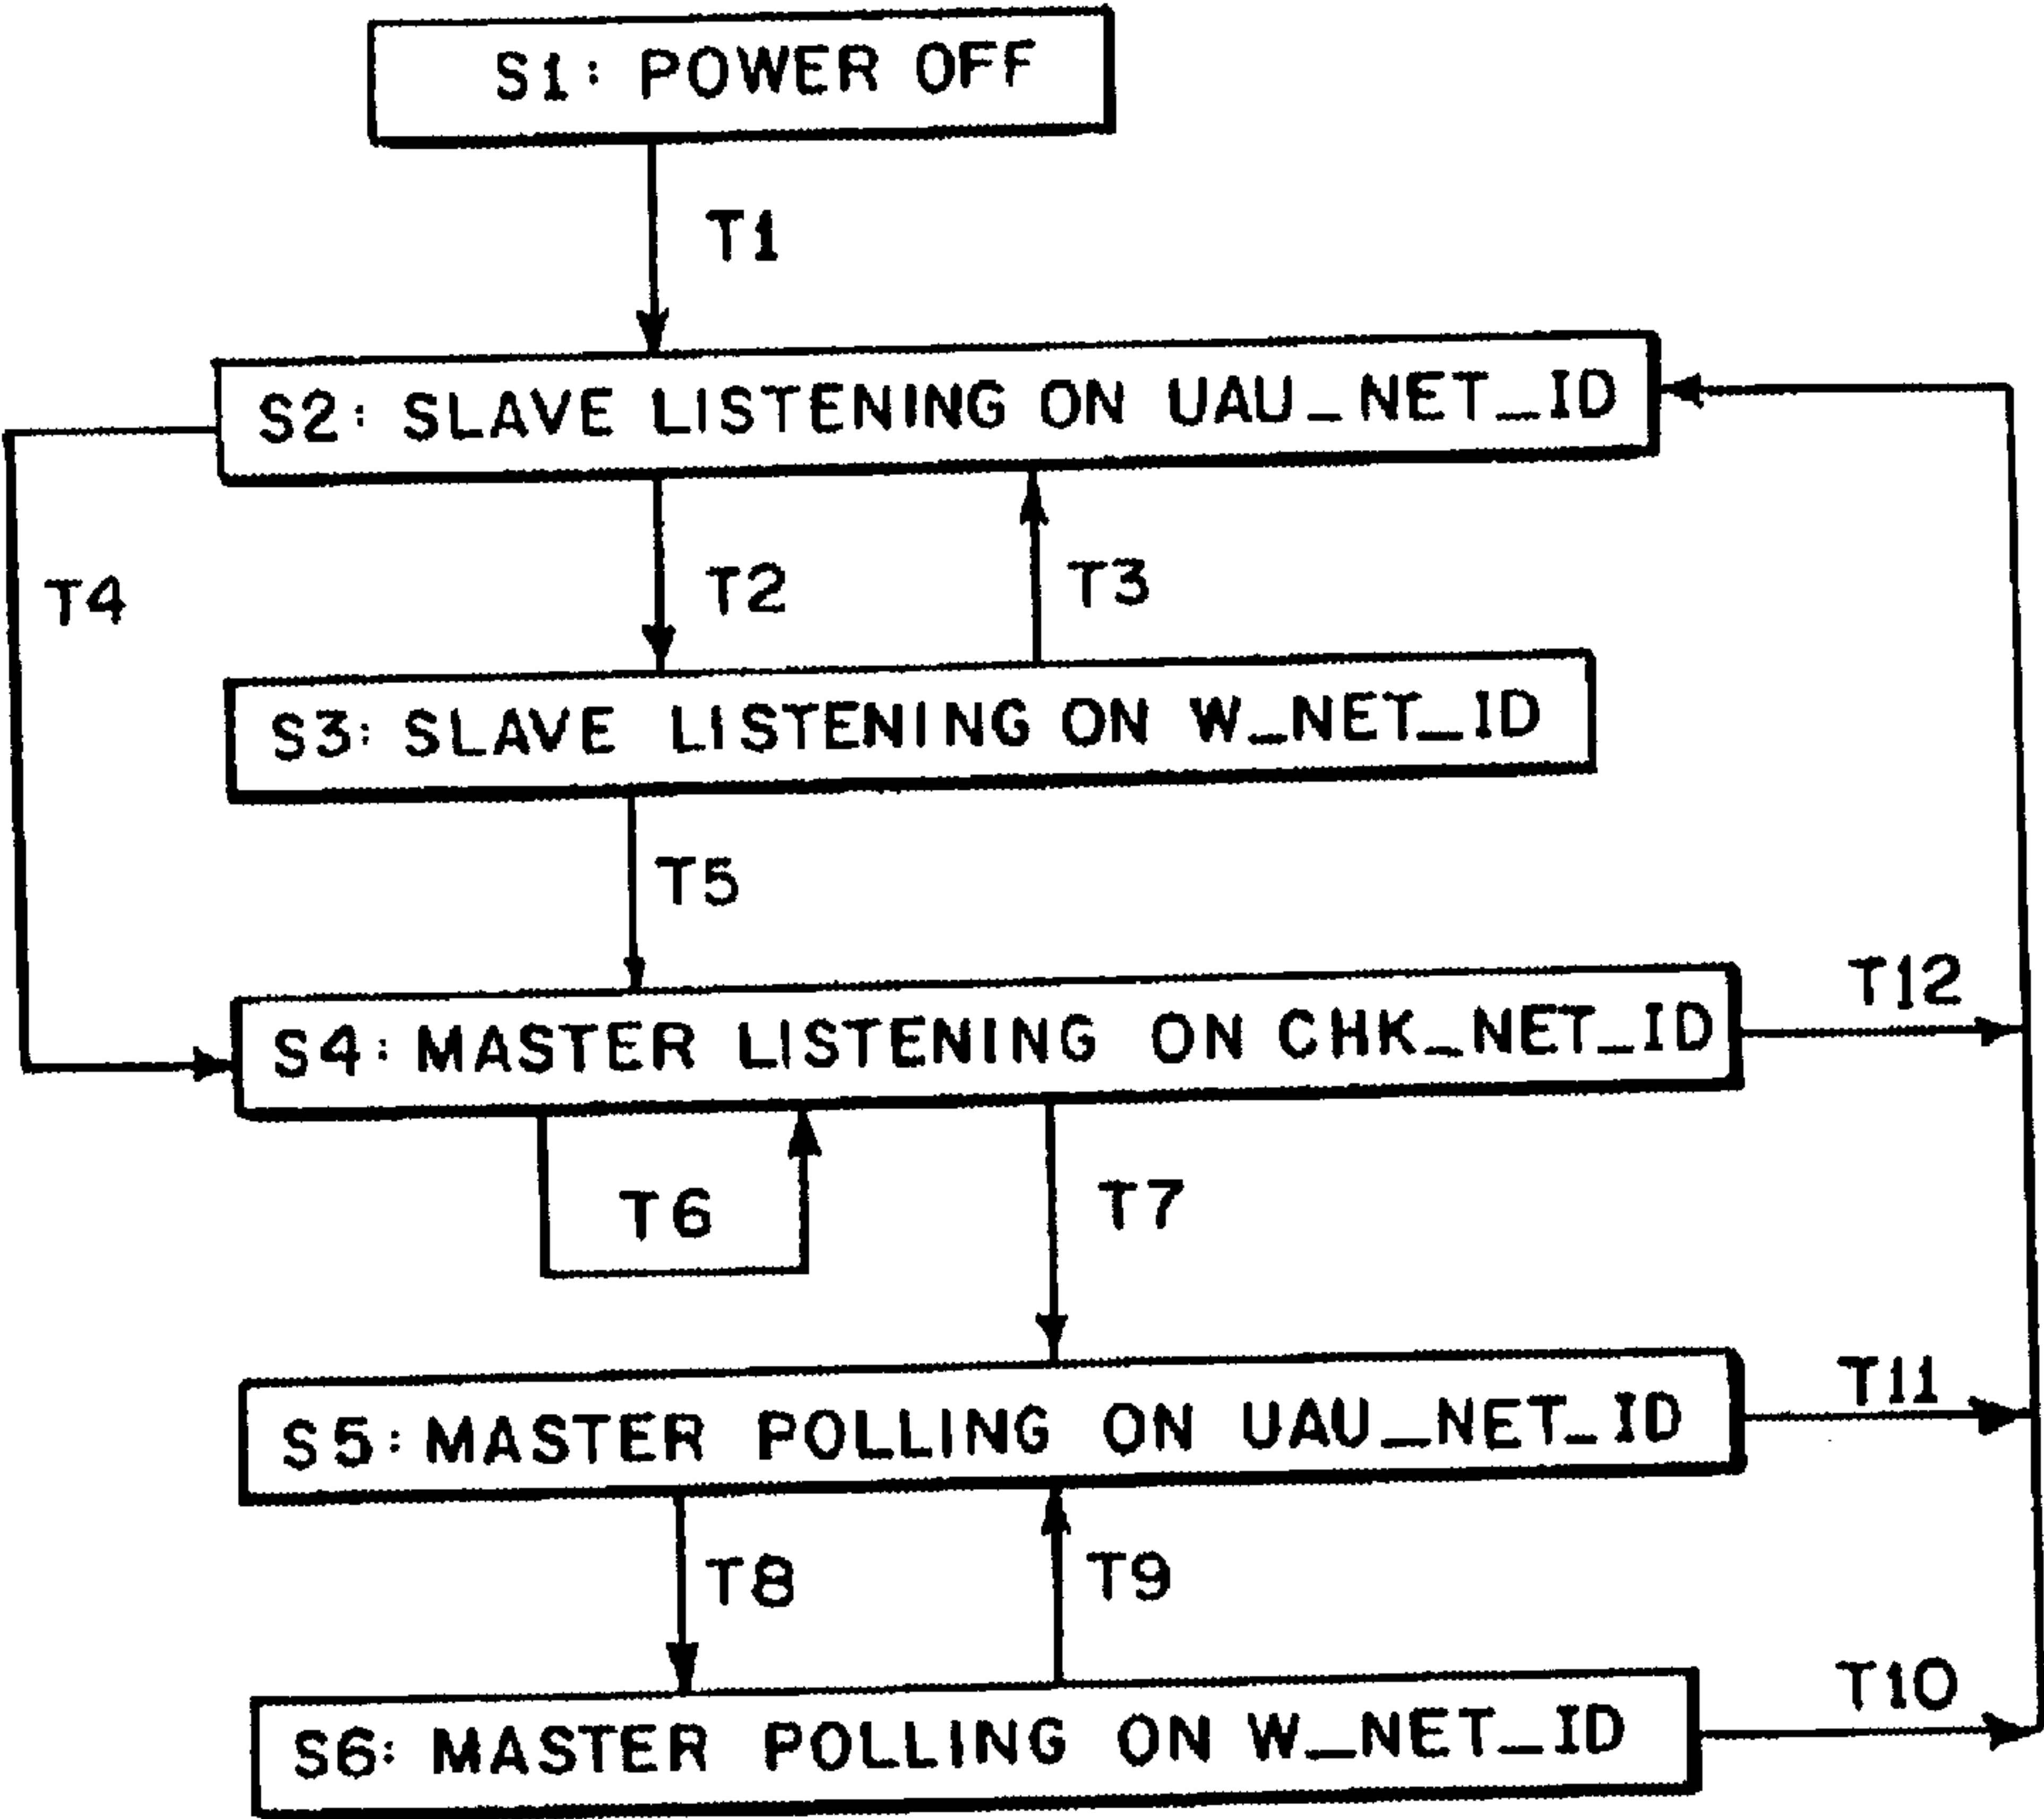 S1: POWER OFF
T1
S2: SLAVE LISTENING ON UAU_NET_ID
T4
T2
T3
S3: SLAVE LISTENING ON W_NET_ID
T5
T12
S4: MASTER LISTENING ON CHK_NET_ID
T6
T7
T11
S5: MASTER POLLING ON UAU_NET_ID
T8
T9
T10
S6: MASTER POLLING ON W_NET_ID